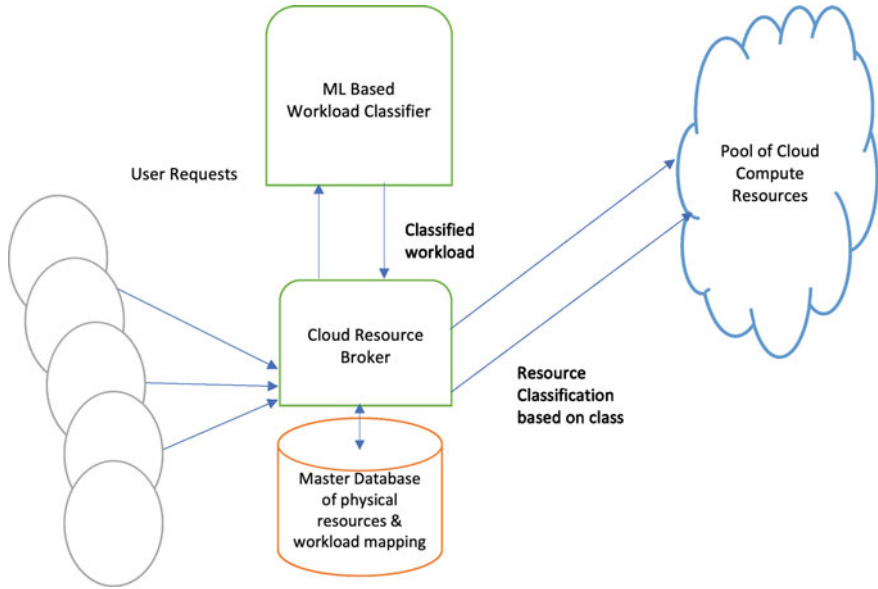 ML Based
Workload Classifier
User Requests
Pool of Cloud
Compute
Resources
Classified
workload
Cloud Resource
Broker
Resource
Classification
based on class
Master Database
of physical
resources &
workload mapping